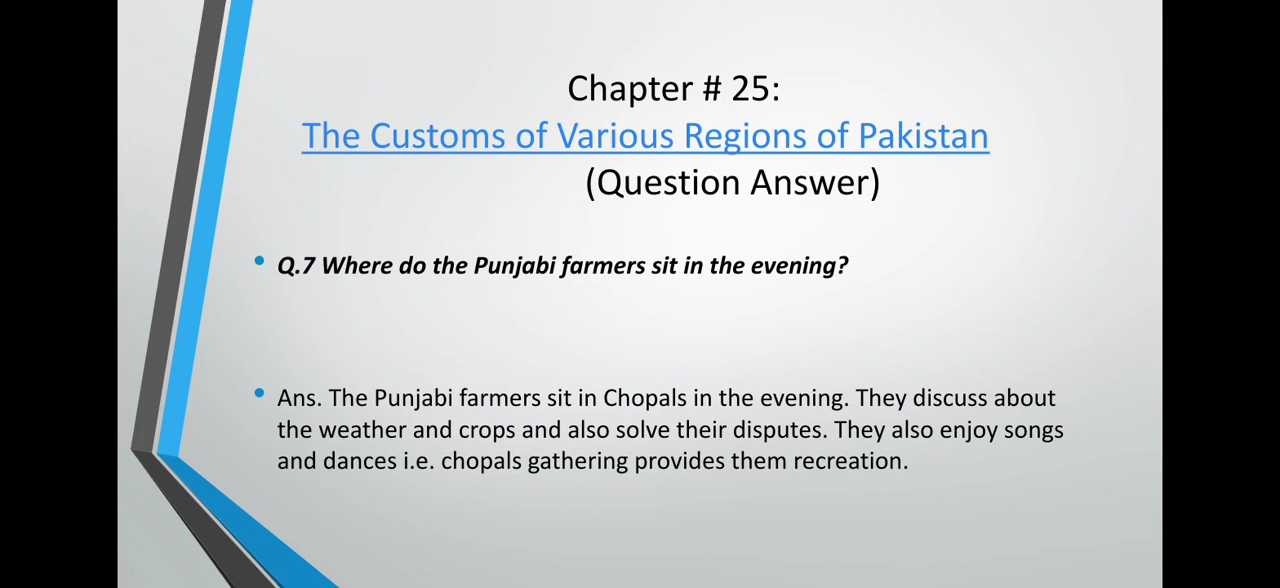 Chapter # 25:
The Customs of Various Regions of Pakistan
(Question Answer)
• Q.7 Where do the Punjabi farmers sit in the evening?
• Ans. The Punjabi farmers sit in Chopals in the evening. They discuss about
the weather and crops and also solve their disputes. They also enjoy songs
and dances i.e. chopals gathering provides them recreation.